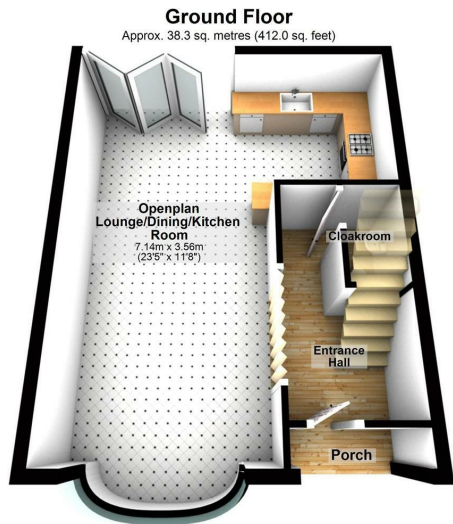 Ground Floor
Approx. 38.3 sq. metres (412.0 sq. feet)
Openplan
Lounge/Dining/Kitchen
Room
7.14m x 3.56m
(23'5" x 11'8")
Cloakroom
Entrance
Hall
Porch